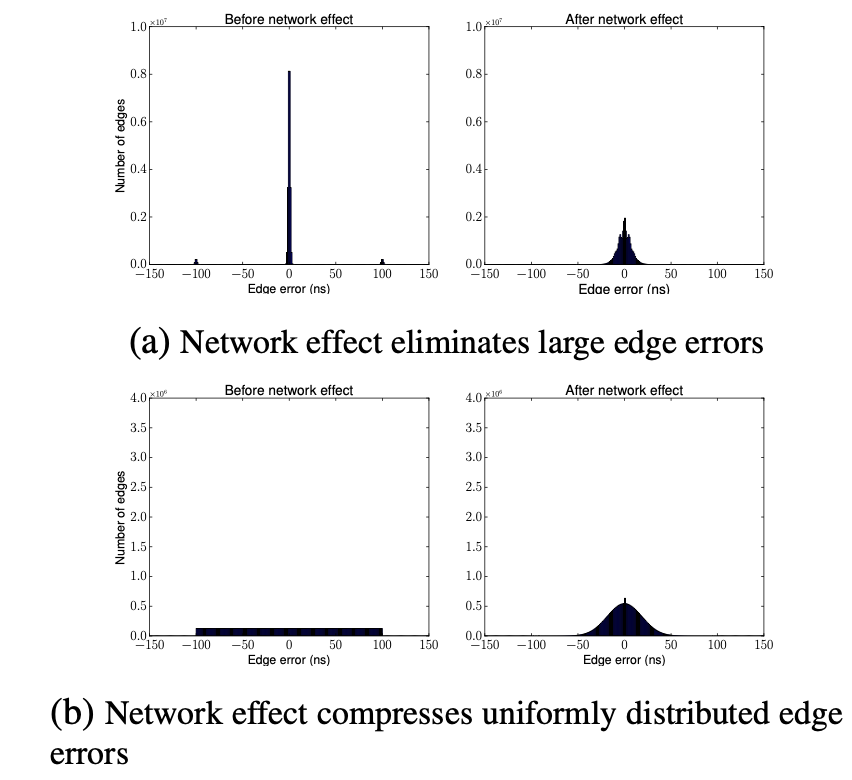 Before network effect
After network effect
1.0 ×10⁷
0.8
0.6
0.4
0.2
0.0
Number of edges
−150 −100 −50 0 50 100 150
Edge error (ns)
1.0 ×10⁷
0.8
0.6
0.4
0.2
0.0
−150 −100 −50 0 50 100 150
Edge error (ns)
(a) Network effect eliminates large edge errors
Before network effect
After network effect
4.0 ×10⁶
3.5
3.0
2.5
2.0
1.5
1.0
0.5
0.0
Number of edges
−150 −100 −50 0 50 100 150
Edge error (ns)
4.0 ×10⁶
3.5
3.0
2.5
2.0
1.5
1.0
0.5
0.0
−150 −100 −50 0 50 100 150
Edge error (ns)
(b) Network effect compresses uniformly distributed edge
errors